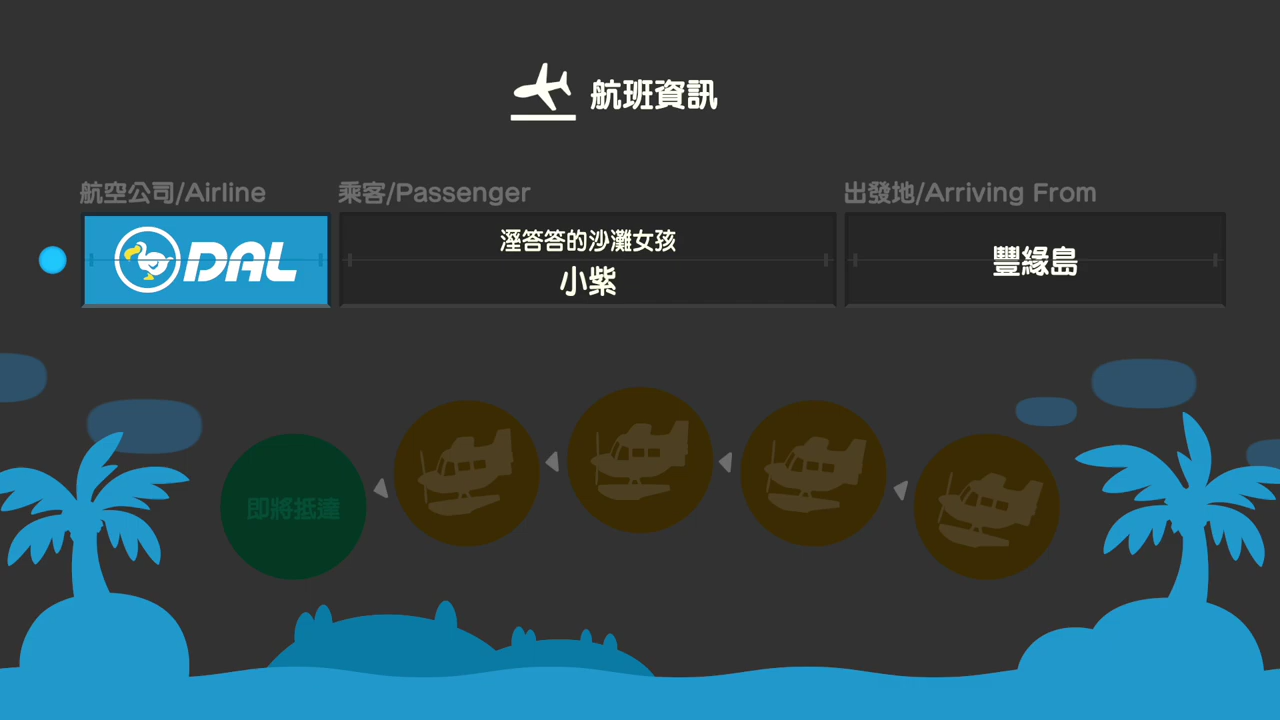 航班資訊
航空公司/Airline
乘客/Passenger
出發地/Arriving From
DAL
溼答答的沙灘女孩
小紫
豐緣島
即將抵達